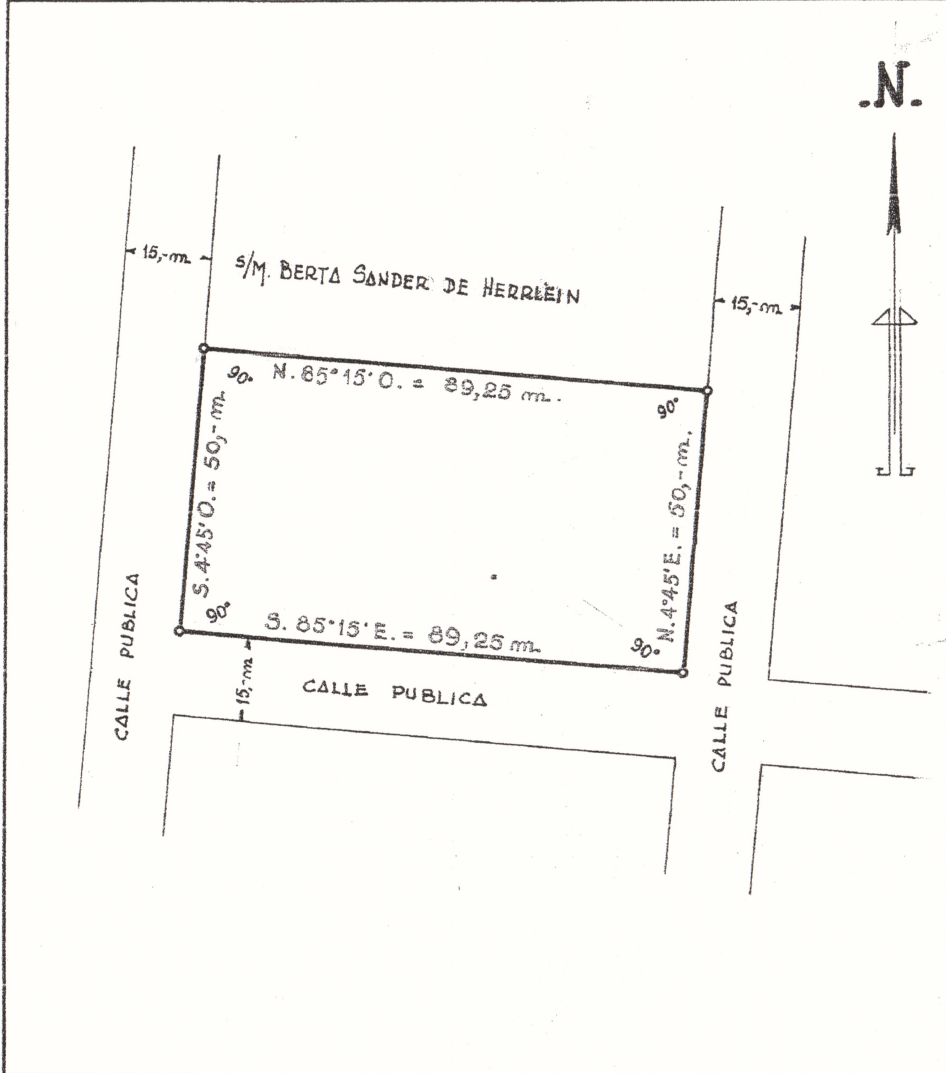 .N.
15,-m
S/M. BERTA SANDER DE HERRLEIN
15,-m
90°
N. 85°15' O. = 89,25 m.
90°
S. 4°45' O. = 50,-m
N. 4°45' E. = 50,-m.
90°
S. 85°15' E. = 89,25 m
90°
CALLE PUBLICA
15,-m
CALLE PUBLICA
CALLE PUBLICA